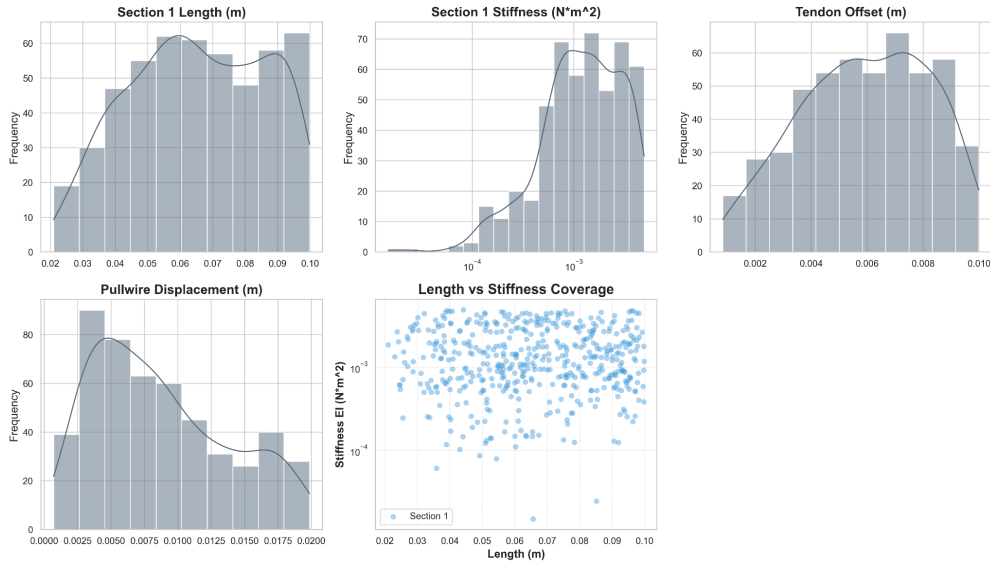 Section 1 Length (m)
Frequency
60
50
40
30
20
10
0
0.02 0.03 0.04 0.05 0.06 0.07 0.08 0.09 0.10
Section 1 Stiffness (N*m^2)
Frequency
70
60
50
40
30
20
10
0
10⁻⁴ 10⁻³
Tendon Offset (m)
Frequency
60
50
40
30
20
10
0
0.002 0.004 0.006 0.008 0.010
Pullwire Displacement (m)
Frequency
80
60
40
20
0
0.0000 0.0025 0.0050 0.0075 0.0100 0.0125 0.0150 0.0175 0.0200
Length vs Stiffness Coverage
Stiffness EI (N*m^2)
10⁻³
10⁻⁴
Section 1
0.02 0.03 0.04 0.05 0.06 0.07 0.08 0.09 0.10
Length (m)